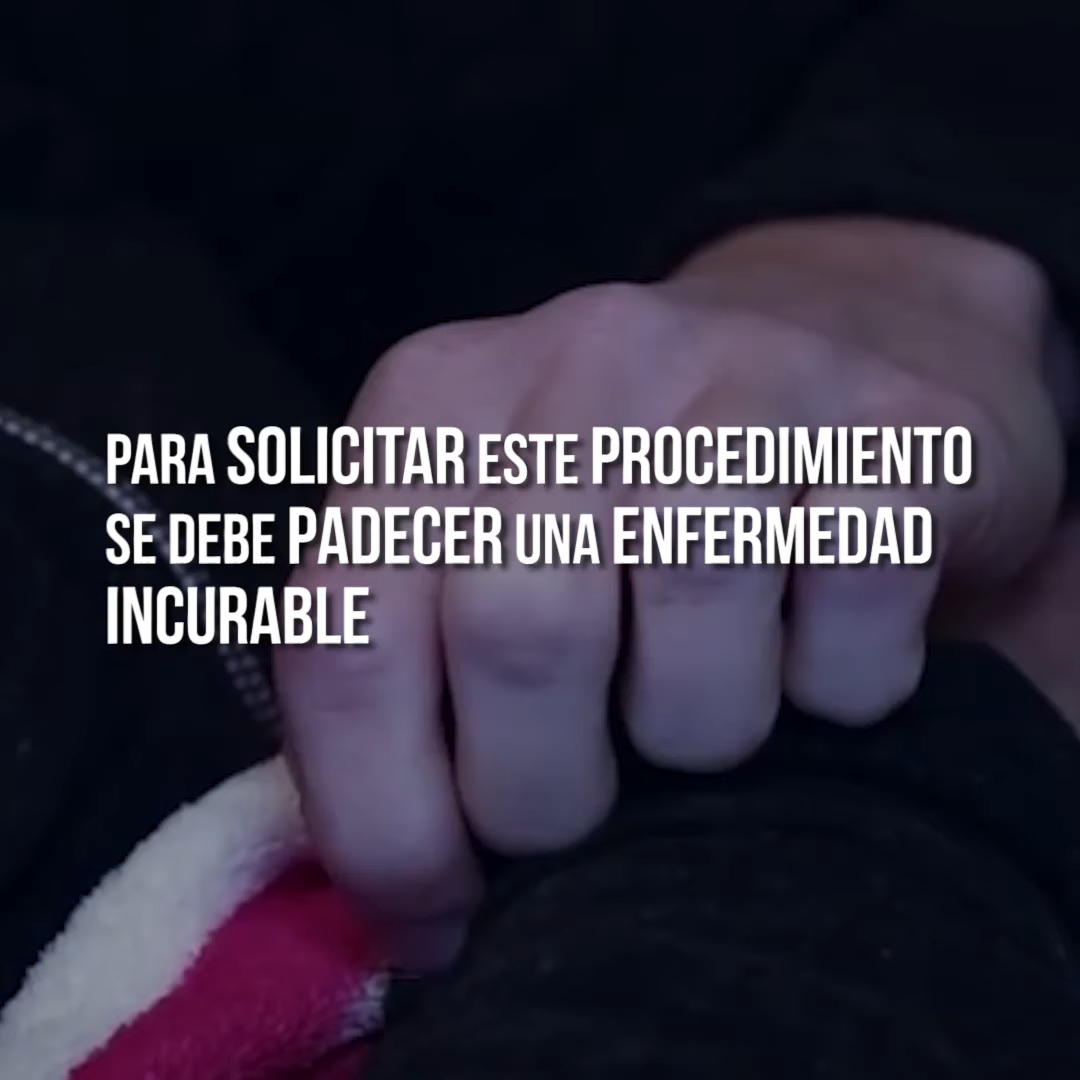 PARA SOLICITAR ESTE PROCEDIMIENTO
SE DEBE PADECER UNA ENFERMEDAD
INCURABLE